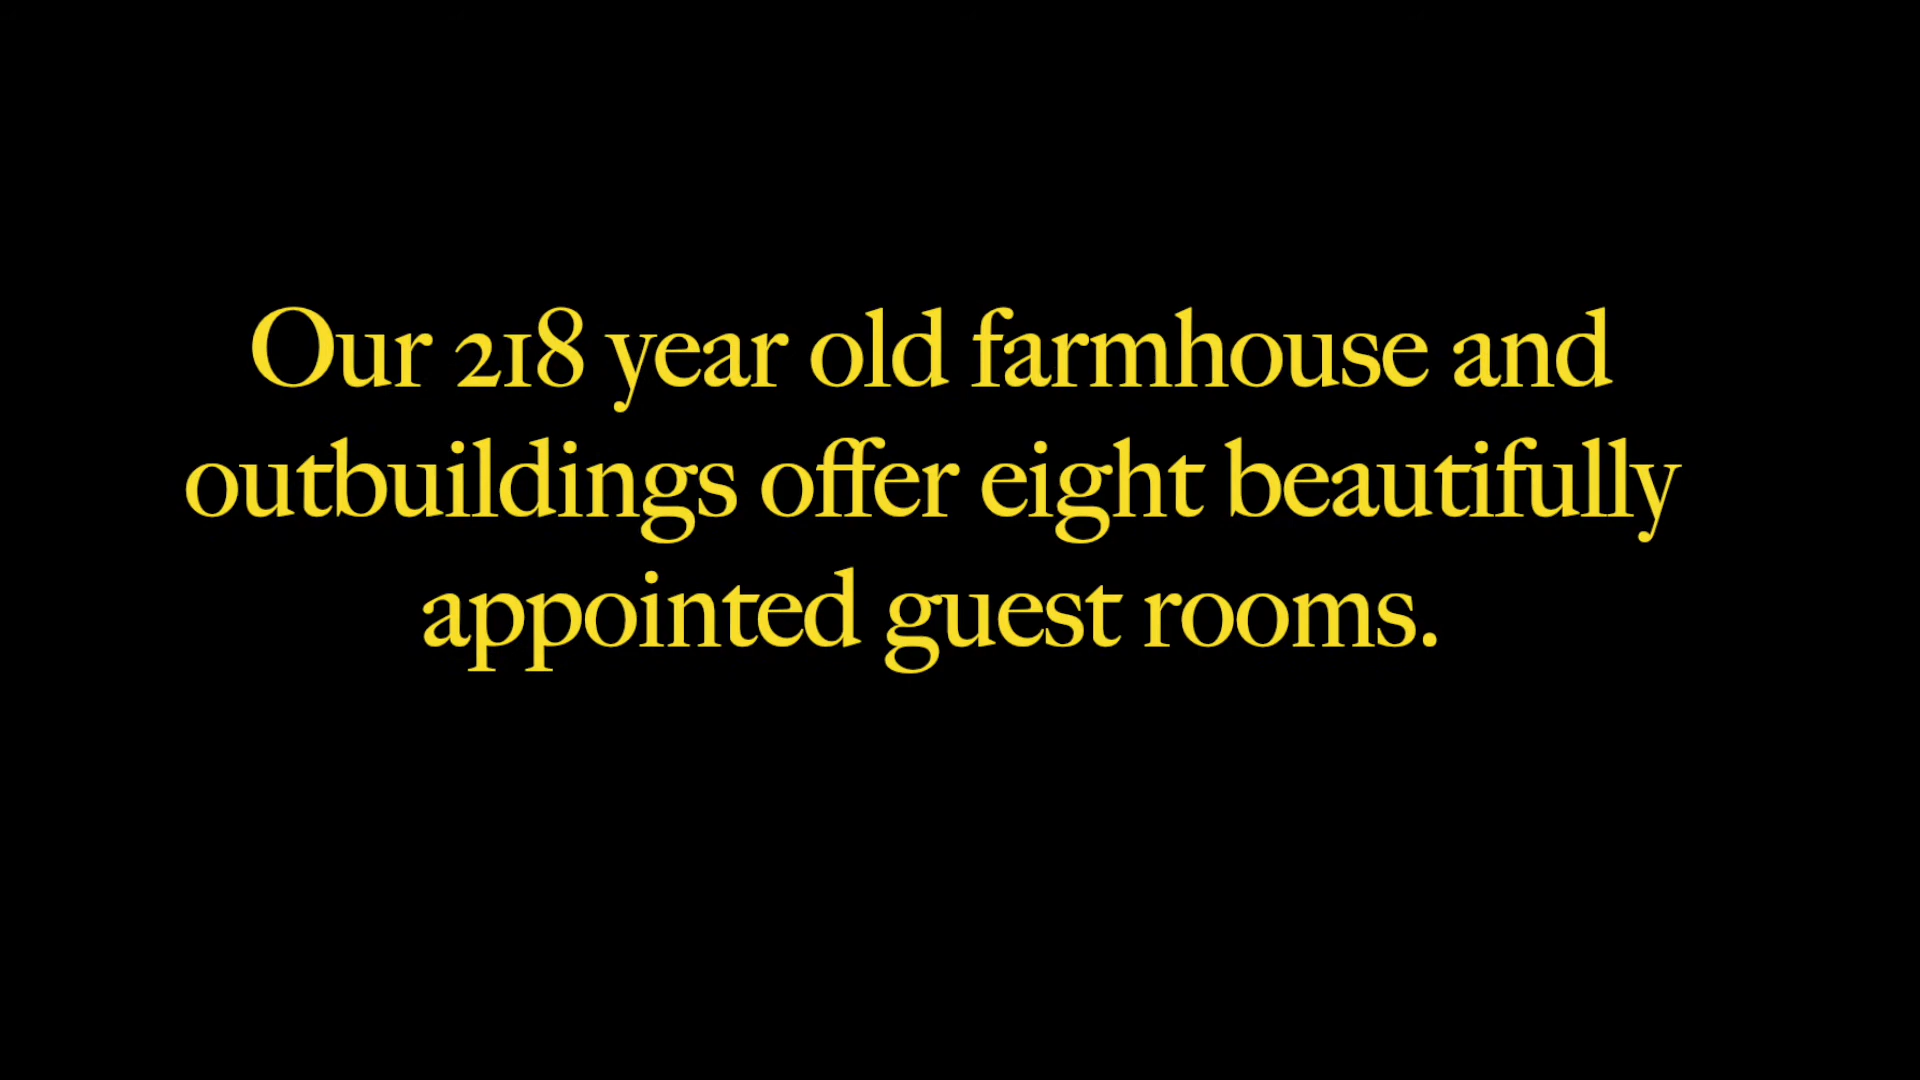 Our 218 year old farmhouse and
outbuildings offer eight beautifully
appointed guest rooms.